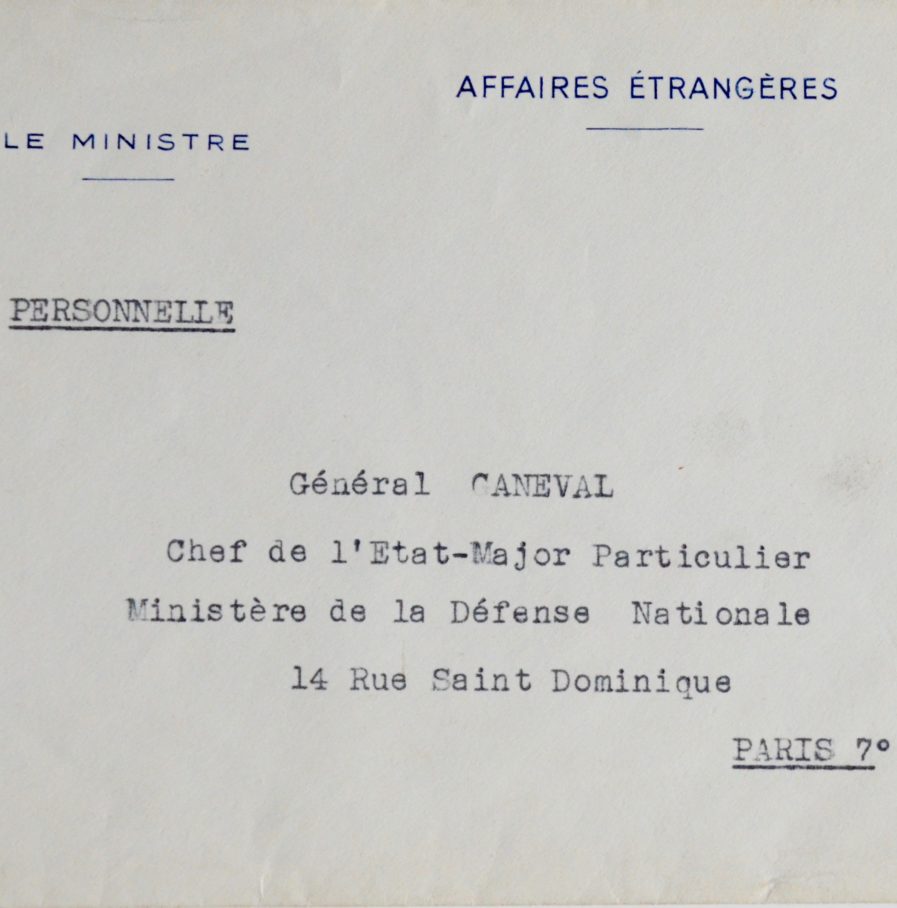 AFFAIRES ÉTRANGÈRES
LE MINISTRE
PERSONNELLE
Général CANEVAL
Chef de l'Etat-Major Particulier
Ministère de la Défense Nationale
14 Rue Saint Dominique
PARIS 7°